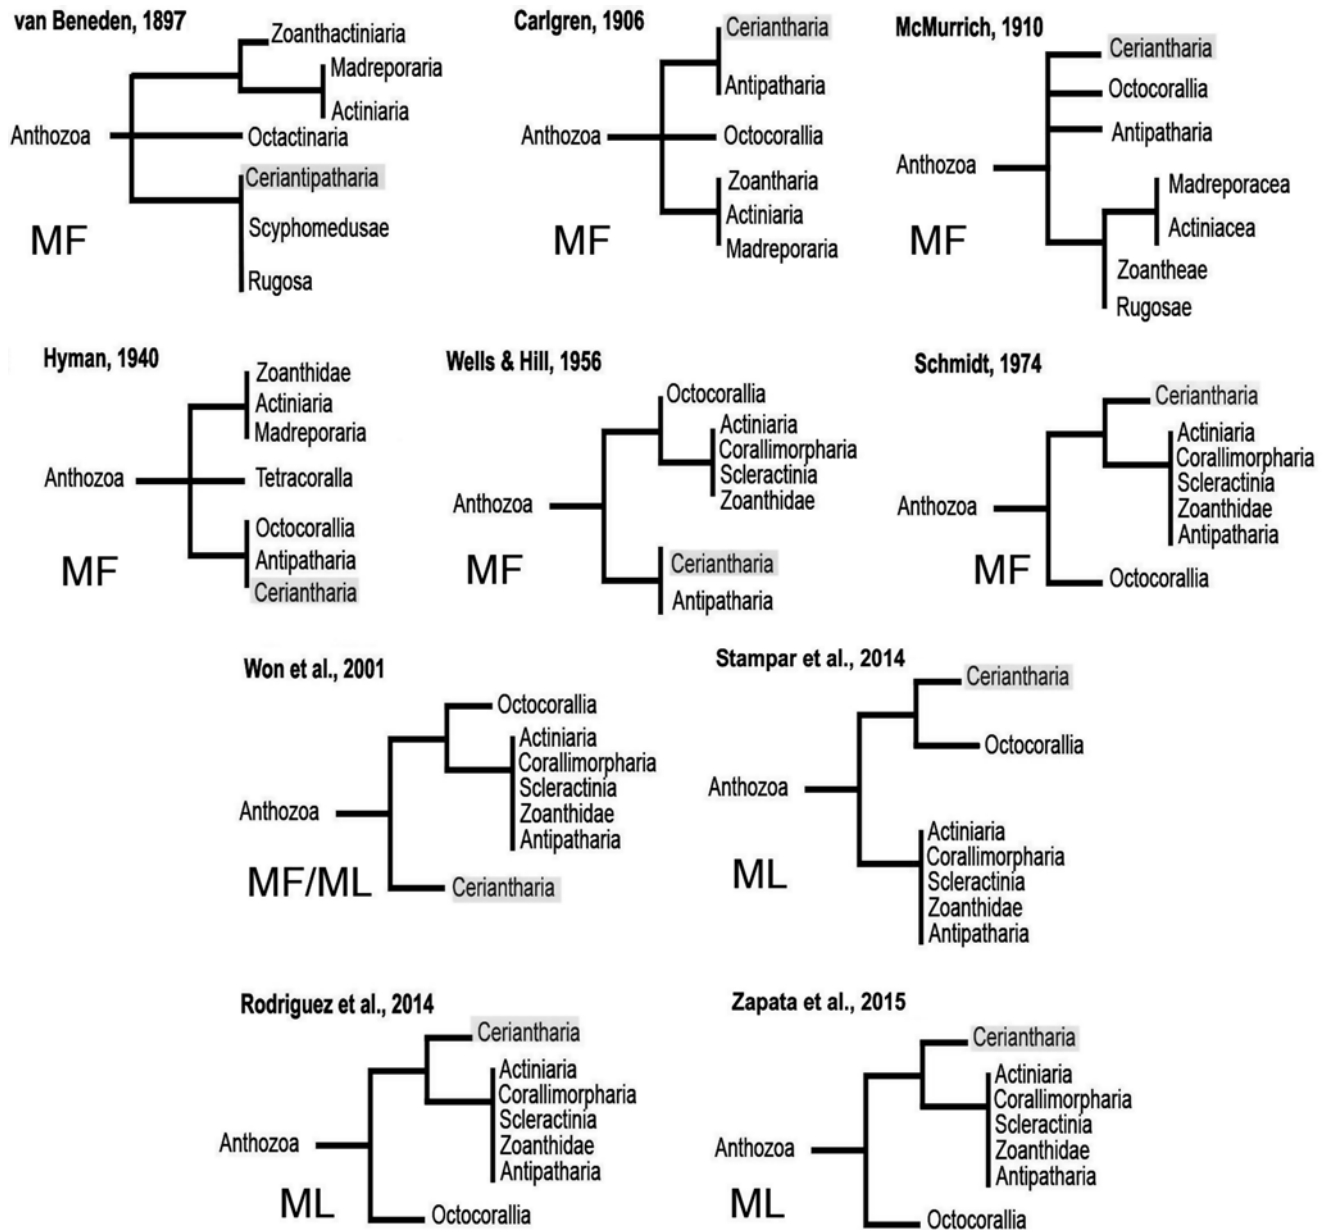 van Beneden, 1897
Zoanthactiniaria
Madreporaria
Actiniaria
Anthozoa
Octactinaria
Ceriantipatharia
Scyphomedusae
Rugosa
MF
Carlgren, 1906
Ceriantharia
Antipatharia
Anthozoa
Octocorallia
Zoantharia
Actiniaria
Madreporaria
MF
McMurrich, 1910
Ceriantharia
Octocorallia
Antipatharia
Anthozoa
Madreporacea
Actiniacea
Zoantheae
Rugosae
MF
Hyman, 1940
Zoanthidae
Actiniaria
Madreporaria
Anthozoa
Tetracoralla
Octocorallia
Antipatharia
Ceriantharia
MF
Wells & Hill, 1956
Octocorallia
Actiniaria
Corallimorpharia
Scleractinia
Zoanthidae
Anthozoa
Ceriantharia
Antipatharia
MF
Schmidt, 1974
Ceriantharia
Actiniaria
Corallimorpharia
Scleractinia
Zoanthidae
Antipatharia
Anthozoa
Octocorallia
MF
Won et al., 2001
Octocorallia
Actiniaria
Corallimorpharia
Scleractinia
Zoanthidae
Antipatharia
Anthozoa
Ceriantharia
MF/ML
Stampar et al., 2014
Ceriantharia
Octocorallia
Anthozoa
Actiniaria
Corallimorpharia
Scleractinia
Zoanthidae
Antipatharia
ML
Rodriguez et al., 2014
Ceriantharia
Actiniaria
Corallimorpharia
Scleractinia
Zoanthidae
Antipatharia
Anthozoa
Octocorallia
ML
Zapata et al., 2015
Ceriantharia
Actiniaria
Corallimorpharia
Scleractinia
Zoanthidae
Antipatharia
Anthozoa
Octocorallia
ML